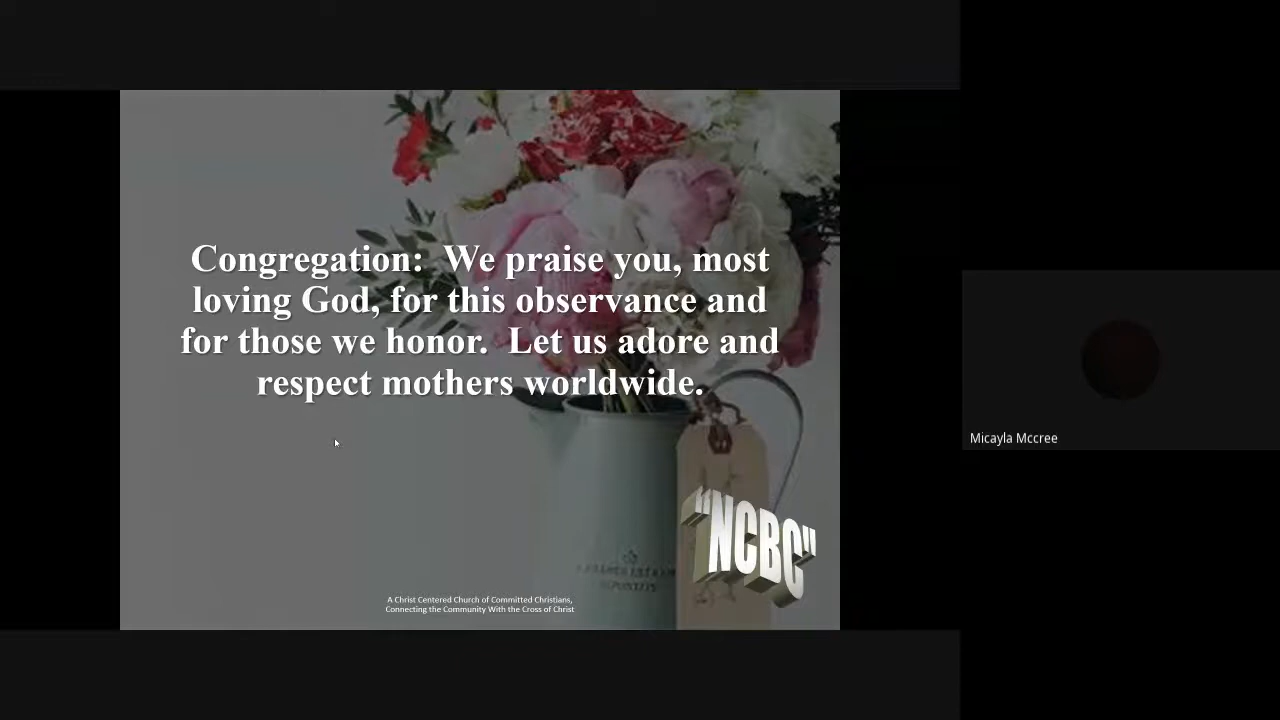 Congregation:  We praise you, most
loving God, for this observance and
for those we honor.  Let us adore and
respect mothers worldwide.
"NCBC"
A Christ Centered Church of Committed Christians,
Connecting the Community With the Cross of Christ
Micayla Mccree